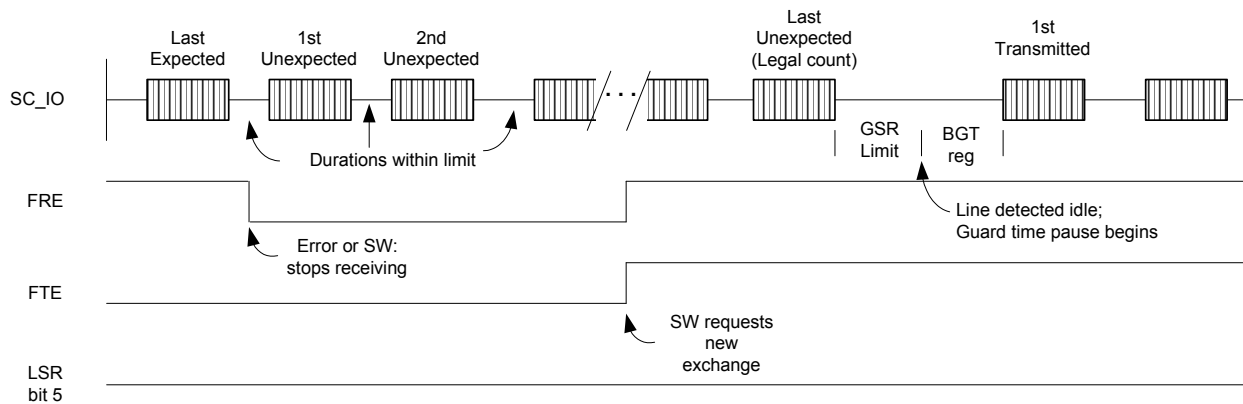 Last
Expected
1st
Unexpected
2nd
Unexpected
Last
Unexpected
(Legal count)
1st
Transmitted
SC_IO
. . .
Durations within limit
GSR
Limit
BGT
reg
FRE
Line detected idle;
Guard time pause begins
Error or SW:
stops receiving
FTE
SW requests
new
exchange
LSR
bit 5